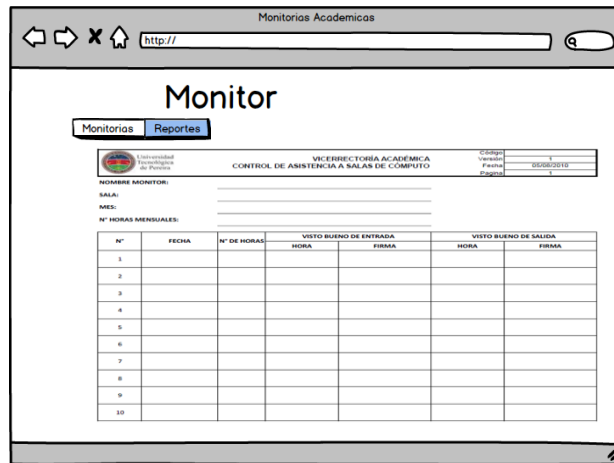 Monitorias Academicas
http://
Monitor
Monitorias Reportes
Universidad Tecnológica de Pereira
VICERRECTORÍA ACADÉMICA
CONTROL DE ASISTENCIA A SALAS DE CÓMPUTO
Código
Versión 1
Fecha 05/08/2010
Pagina 1
NOMBRE MONITOR:
SALA:
MES:
N° HORAS MENSUALES:
N° FECHA N° DE HORAS VISTO BUENO DE ENTRADA VISTO BUENO DE SALIDA
HORA FIRMA HORA FIRMA
1
2
3
4
5
6
7
8
9
10